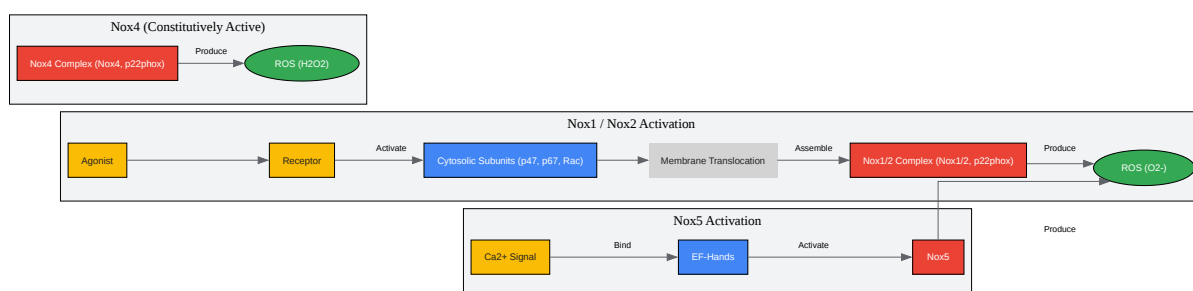 Nox4 (Constitutively Active)
Nox4 Complex (Nox4, p22phox)
Produce
ROS (H2O2)
Nox1 / Nox2 Activation
Agonist
Receptor
Activate
Cytosolic Subunits (p47, p67, Rac)
Membrane Translocation
Assemble
Nox1/2 Complex (Nox1/2, p22phox)
Produce
ROS (O2-)
Nox5 Activation
Ca2+ Signal
Bind
EF-Hands
Activate
Nox5
Produce